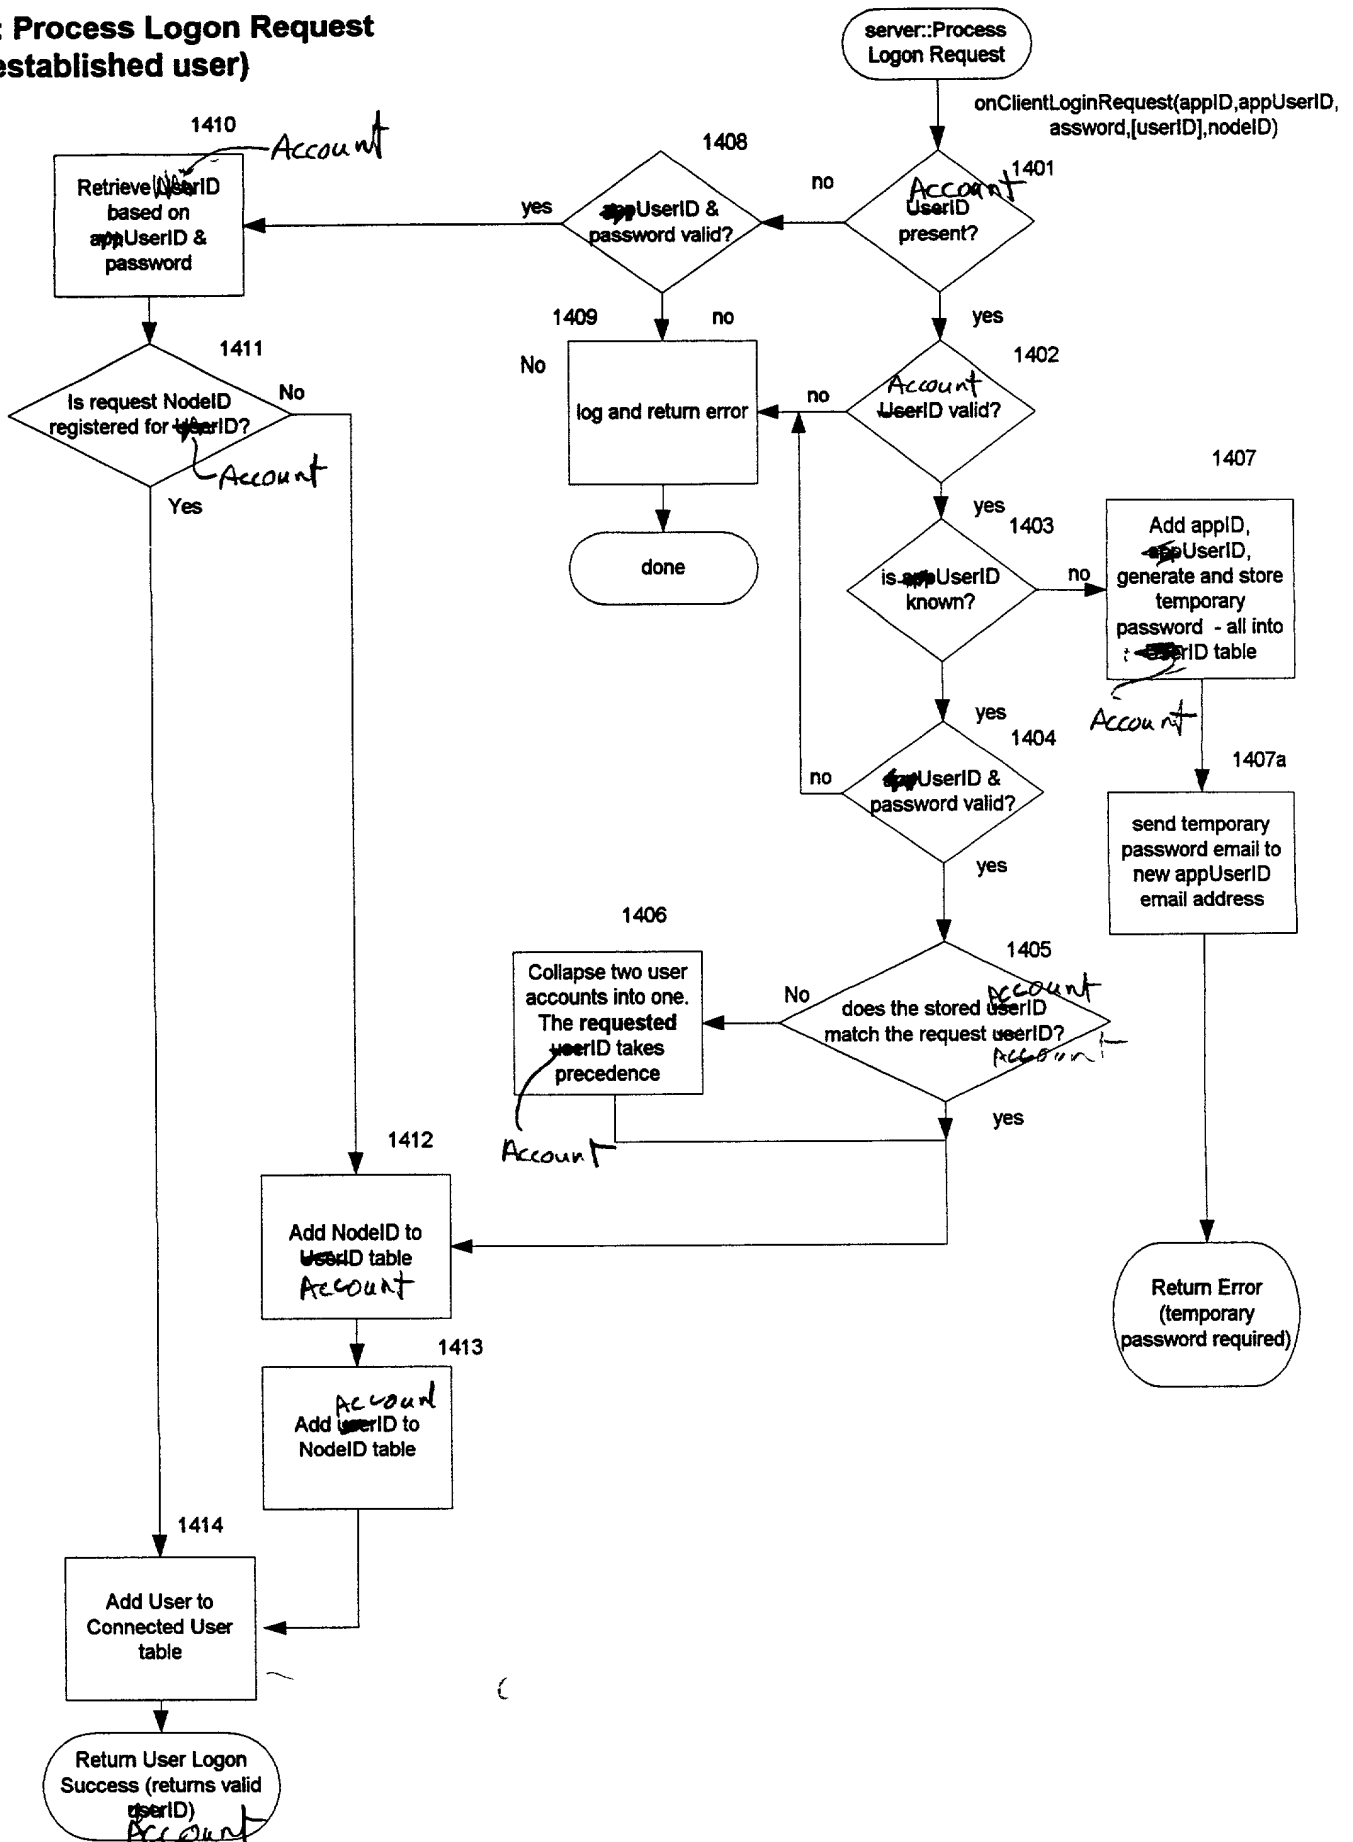 : Process Logon Request
established user)
server::Process
Logon Request
onClientLoginRequest(appID,appUserID,
assword,[userID],nodeID)
1401
Account
UserID
present?
no
yes
1408
appUserID &
password valid?
yes
no
1410
Account
Retrieve UserID
based on
appUserID &
password
1409
No
log and return error
done
1402
Account
UserID valid?
no
yes
1411
Is request NodeID
registered for UserID?
Account
No
Yes
1403
is appUserID
known?
no
yes
1407
Add appID,
appUserID,
generate and store
temporary
password - all into
UserID table
Account
1404
appUserID &
password valid?
no
yes
1407a
send temporary
password email to
new appUserID
email address
1405
Account
does the stored userID
match the request userID?
Account
No
yes
1406
Collapse two user
accounts into one.
The requested
userID takes
precedence
Account
1412
Add NodeID to
UserID table
Account
Return Error
(temporary
password required)
1413
Account
Add userID to
NodeID table
1414
Add User to
Connected User
table
Return User Logon
Success (returns valid
userID)
Account